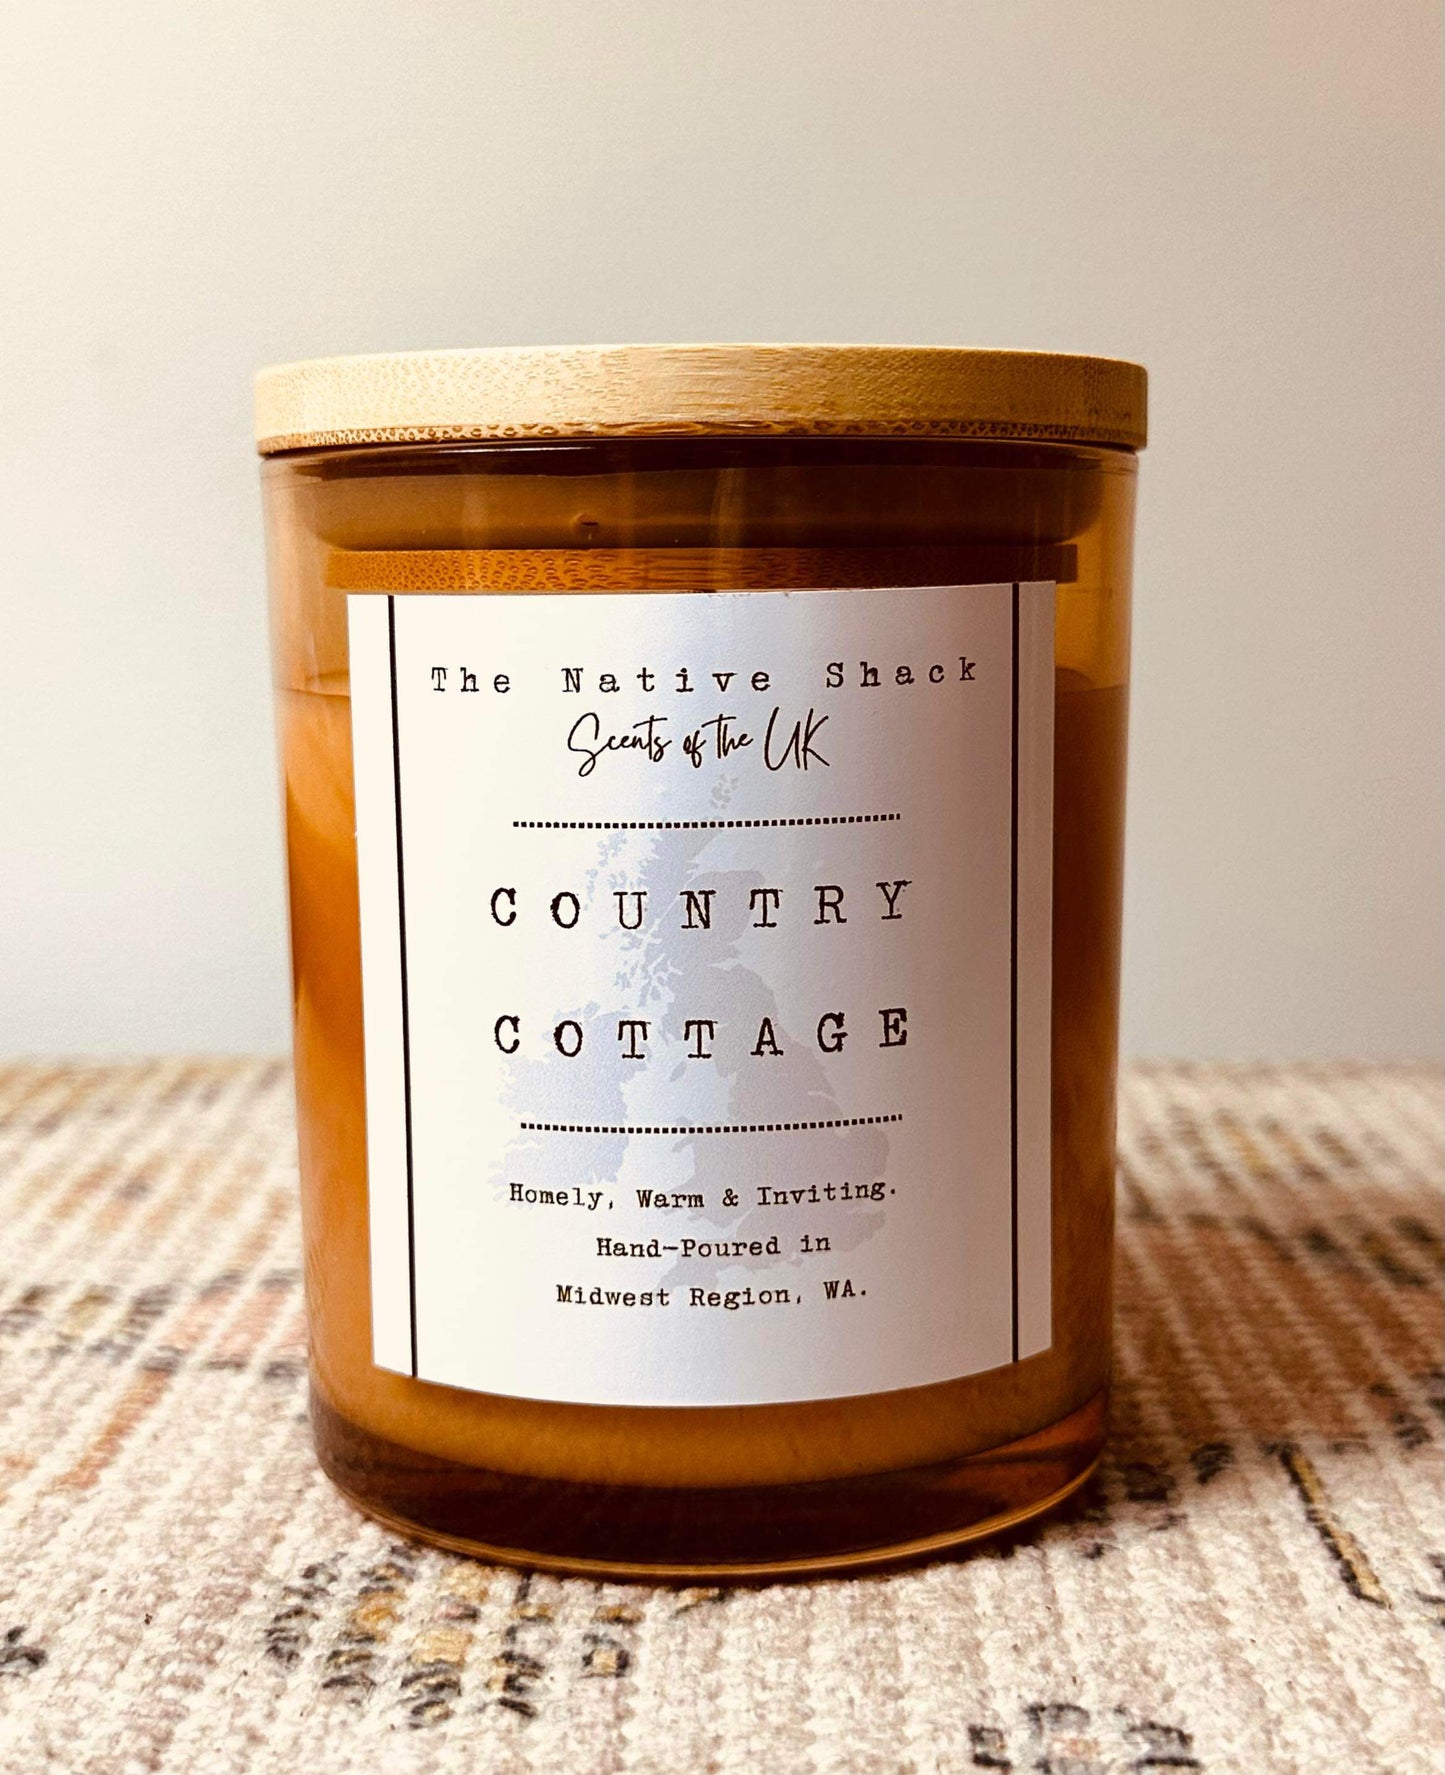 The Native Shack
Scents of the UK
COUNTRY
COTTAGE
Homely, Warm & Inviting.
Hand-Poured in
Midwest Region, WA.